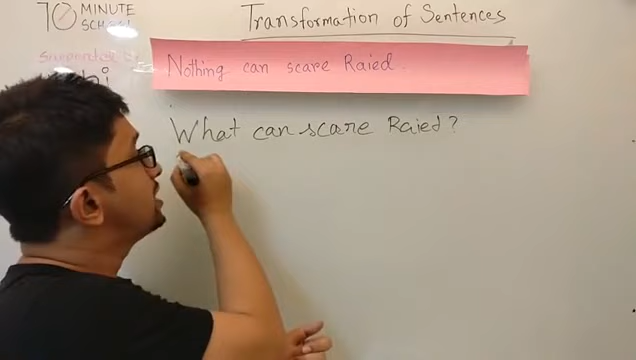 10 MINUTE
SCHOOL
Transformation of Sentences
Nothing can scare Raied.
What can scare Raied?